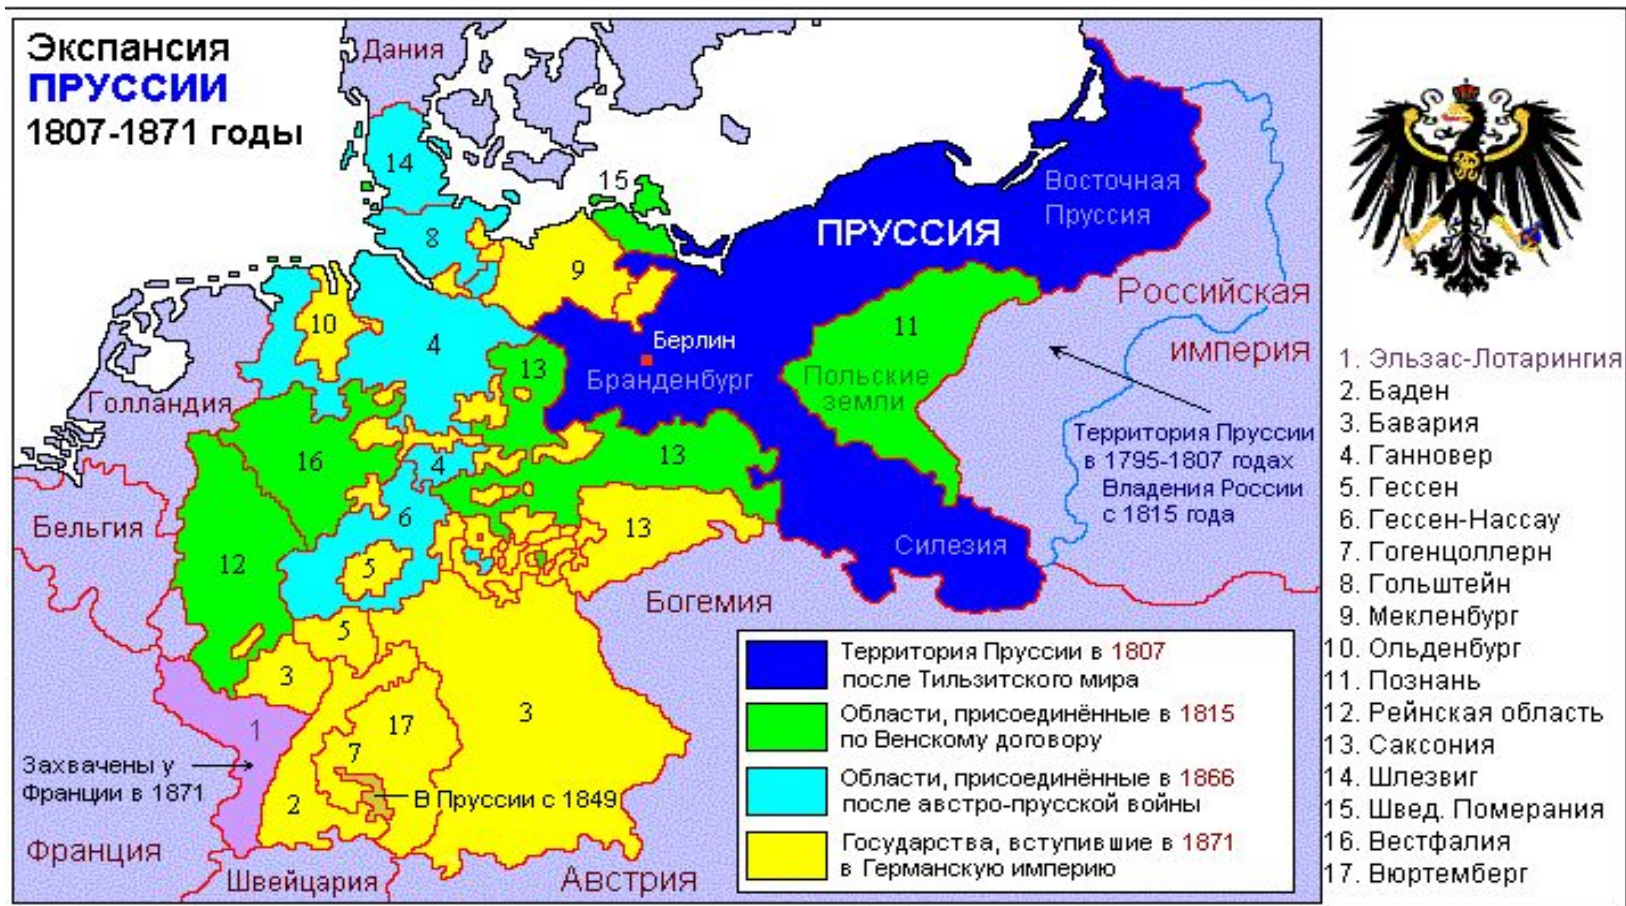 Экспансия
ПРУССИИ
1807-1871 годы
Дания
14
15
8
9
Восточная
Пруссия
ПРУССИЯ
Российская
империя
10
4
11
Берлин
13
Бранденбург
Польские
земли
Голландия
16
4
13
Территория Пруссии
в 1795-1807 годах
Владения России
с 1815 года
Бельгия
6
13
12
5
Силезия
Богемия
5
3
1
17
3
7
2
Захвачены у
Франции в 1871
В Пруссии с 1849
Франция
Швейцария
Австрия
Территория Пруссии в 1807
после Тильзитского мира
Области, присоединённые в 1815
по Венскому договору
Области, присоединённые в 1866
после австро-прусской войны
Государства, вступившие в 1871
в Германскую империю
1. Эльзас-Лотарингия
2. Баден
3. Бавария
4. Ганновер
5. Гессен
6. Гессен-Нассау
7. Гогенцоллерн
8. Гольштейн
9. Мекленбург
10. Ольденбург
11. Познань
12. Рейнская область
13. Саксония
14. Шлезвиг
15. Швед. Померания
16. Вестфалия
17. Вюртемберг